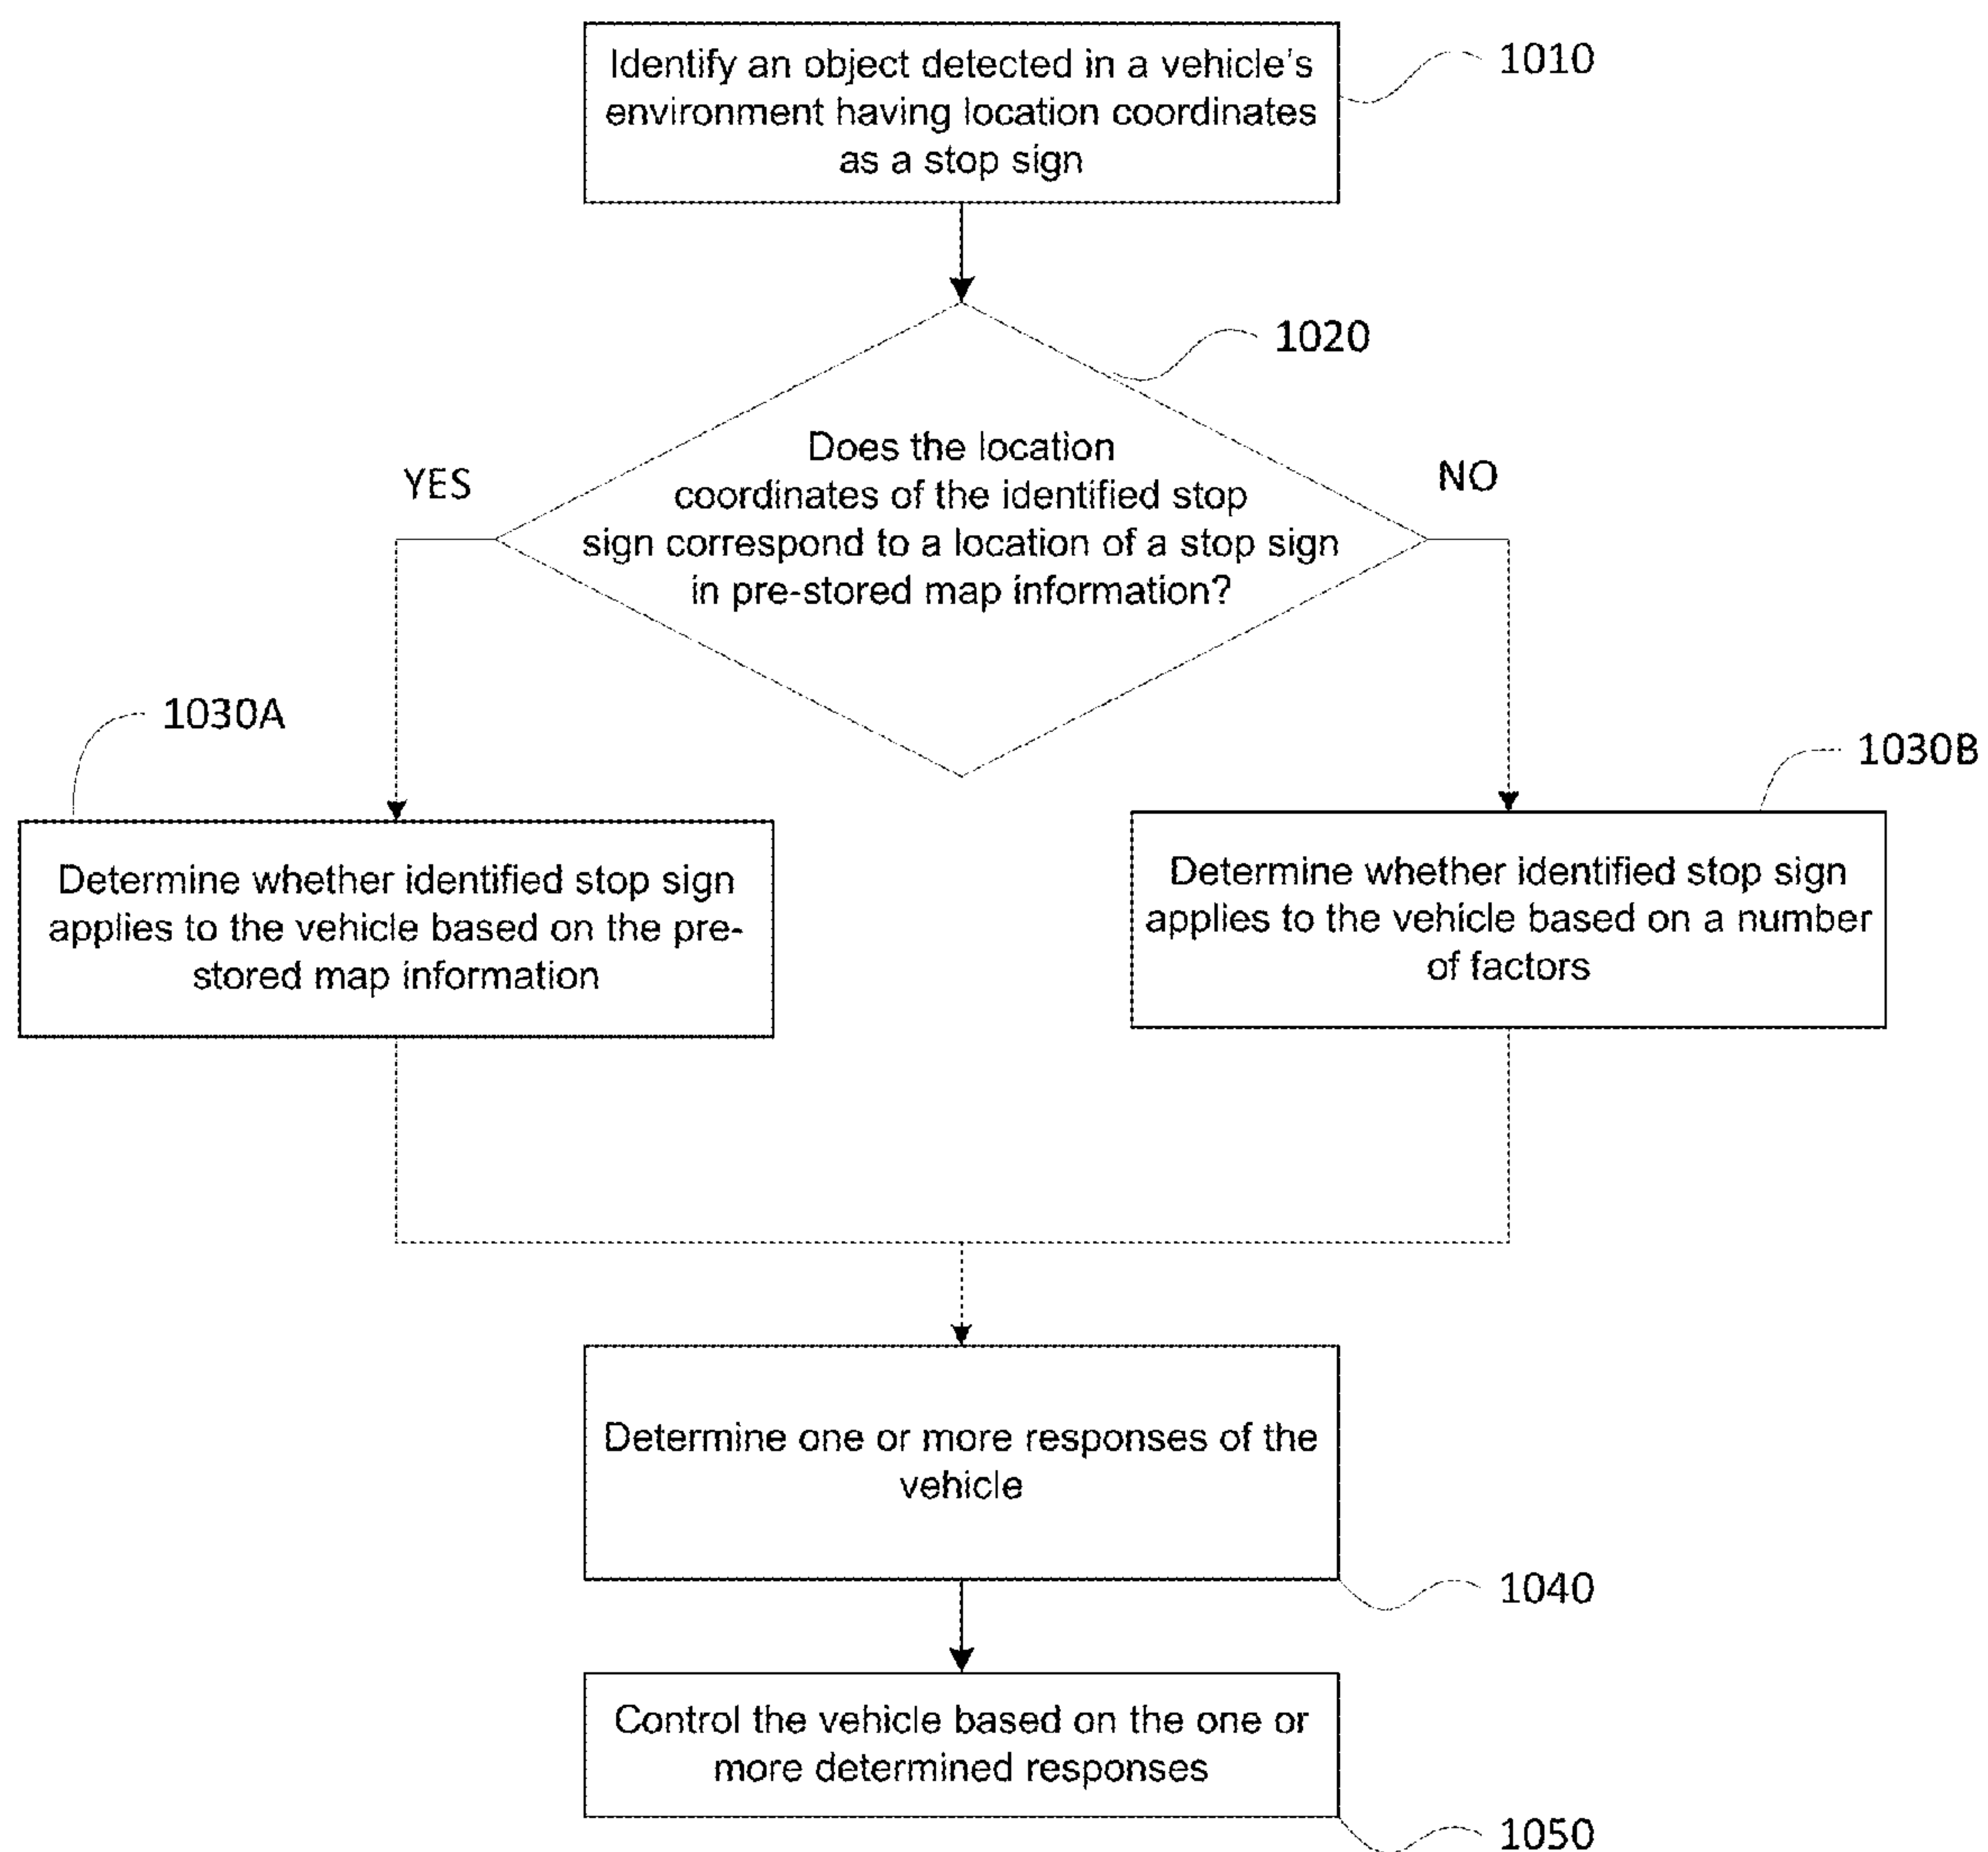 Identify an object detected in a vehicle's
environment having location coordinates
as a stop sign
1010
1020
Does the location
coordinates of the identified stop
sign correspond to a location of a stop sign
in pre-stored map information?
YES
NO
1030A
1030B
Determine whether identified stop sign
applies to the vehicle based on the pre-
stored map information
Determine whether identified stop sign
applies to the vehicle based on a number
of factors
Determine one or more responses of the
vehicle
1040
Control the vehicle based on the one or
more determined responses
1050